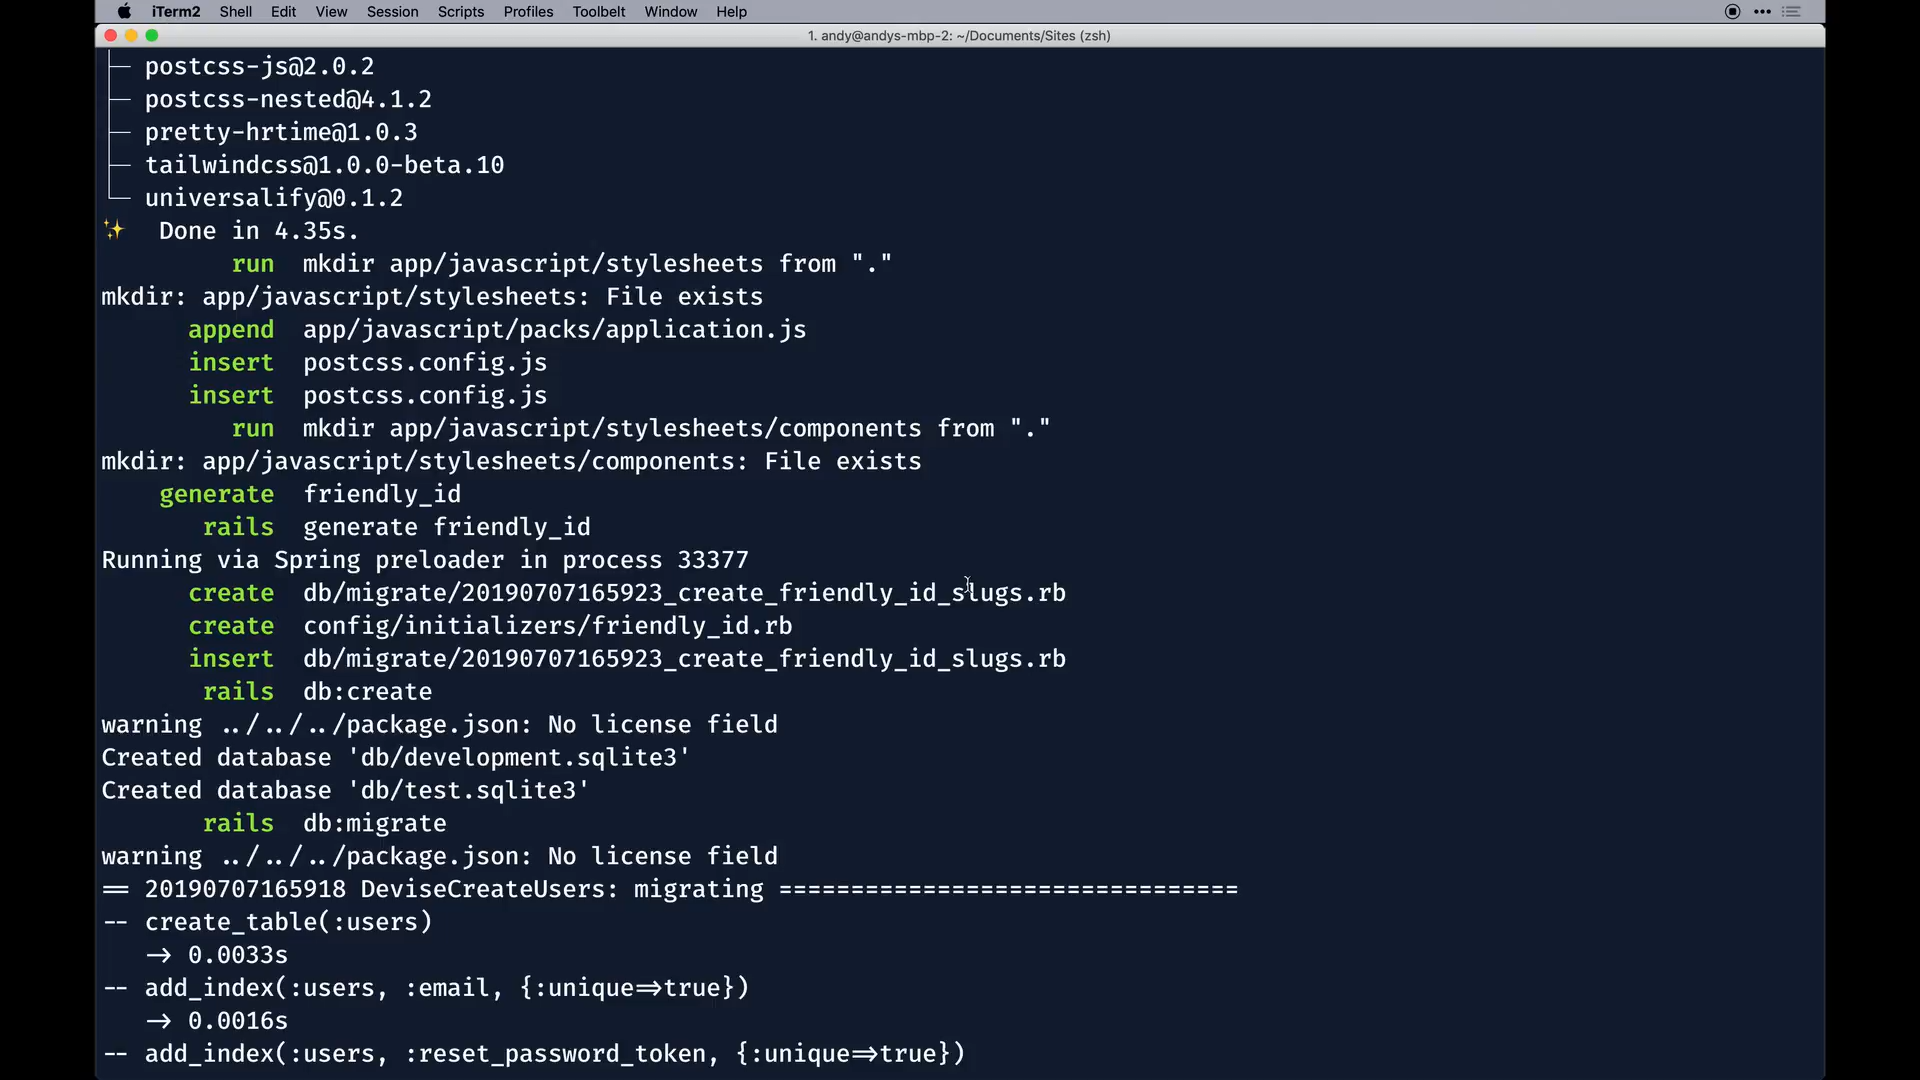 iTerm2 Shell Edit View Session Scripts Profiles Toolbelt Window Help
1. andy@andys-mbp-2: ~/Documents/Sites (zsh)
├─ postcss-js@2.0.2
├─ postcss-nested@4.1.2
├─ pretty-hrtime@1.0.3
├─ tailwindcss@1.0.0-beta.10
└─ universalify@0.1.2
✨  Done in 4.35s.
run  mkdir app/javascript/stylesheets from "."
mkdir: app/javascript/stylesheets: File exists
append  app/javascript/packs/application.js
insert  postcss.config.js
insert  postcss.config.js
run  mkdir app/javascript/stylesheets/components from "."
mkdir: app/javascript/stylesheets/components: File exists
generate  friendly_id
rails  generate friendly_id
Running via Spring preloader in process 33377
create  db/migrate/20190707165923_create_friendly_id_slugs.rb
create  config/initializers/friendly_id.rb
insert  db/migrate/20190707165923_create_friendly_id_slugs.rb
rails  db:create
warning ../../../package.json: No license field
Created database 'db/development.sqlite3'
Created database 'db/test.sqlite3'
rails  db:migrate
warning ../../../package.json: No license field
== 20190707165918 DeviseCreateUsers: migrating ================================
-- create_table(:users)
-> 0.0033s
-- add_index(:users, :email, {:unique=>true})
-> 0.0016s
-- add_index(:users, :reset_password_token, {:unique=>true})